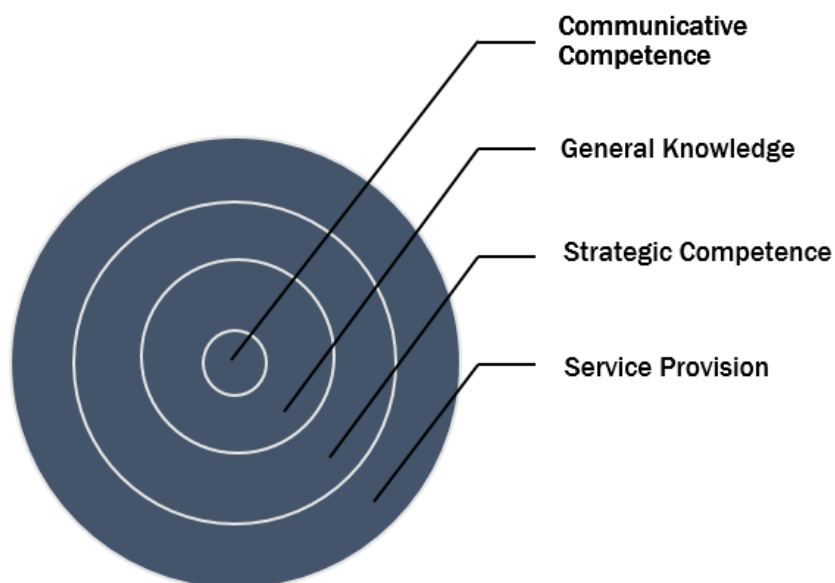 Communicative
Competence
General Knowledge
Strategic Competence
Service Provision